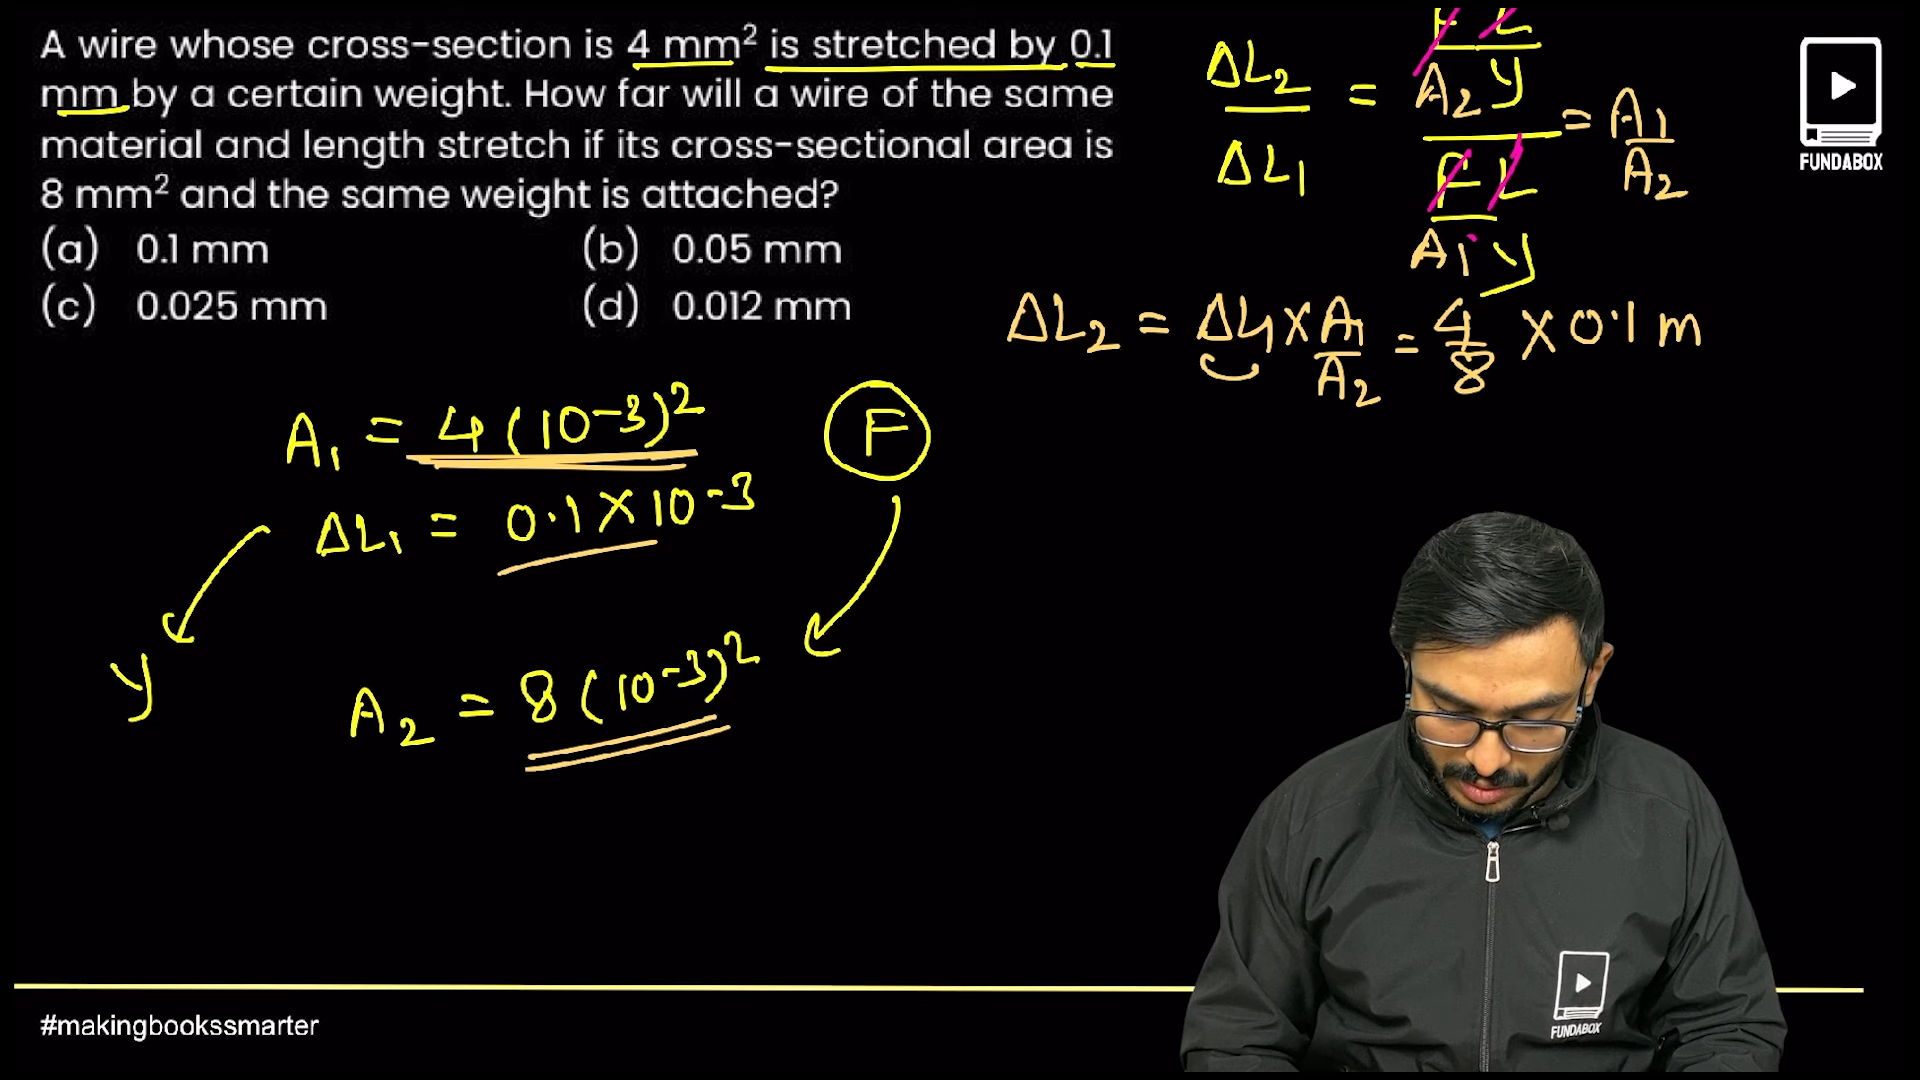 A wire whose cross-section is 4 mm² is stretched by 0.1
mm by a certain weight. How far will a wire of the same
material and length stretch if its cross-sectional area is
8 mm² and the same weight is attached?
(a) 0.1 mm (b) 0.05 mm
(c) 0.025 mm (d) 0.012 mm
F L
ΔL₂ = A₂ y = A₁
ΔL₁ F L A₂
A₁ y
ΔL₂ = ΔL₁ × A₁/A₂ = 4/8 × 0.1 m
A₁ = 4 (10⁻³)²
F
ΔL₁ = 0.1 × 10⁻³
y
A₂ = 8 (10⁻³)²
FUNDABOX
FUNDABOX
#makingbookssmarter